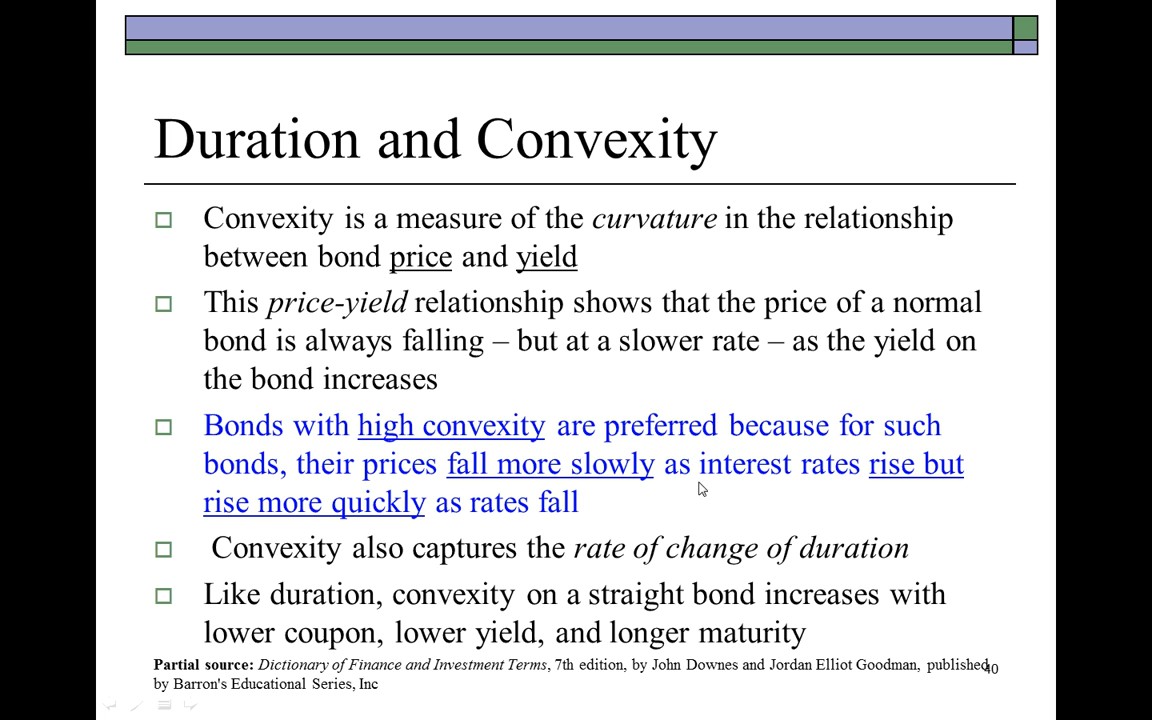 Duration and Convexity
Convexity is a measure of the curvature in the relationship
between bond price and yield
This price-yield relationship shows that the price of a normal
bond is always falling – but at a slower rate – as the yield on
the bond increases
Bonds with high convexity are preferred because for such
bonds, their prices fall more slowly as interest rates rise but
rise more quickly as rates fall
Convexity also captures the rate of change of duration
Like duration, convexity on a straight bond increases with
lower coupon, lower yield, and longer maturity
Partial source: Dictionary of Finance and Investment Terms, 7th edition, by John Downes and Jordan Elliot Goodman, published
by Barron's Educational Series, Inc
40